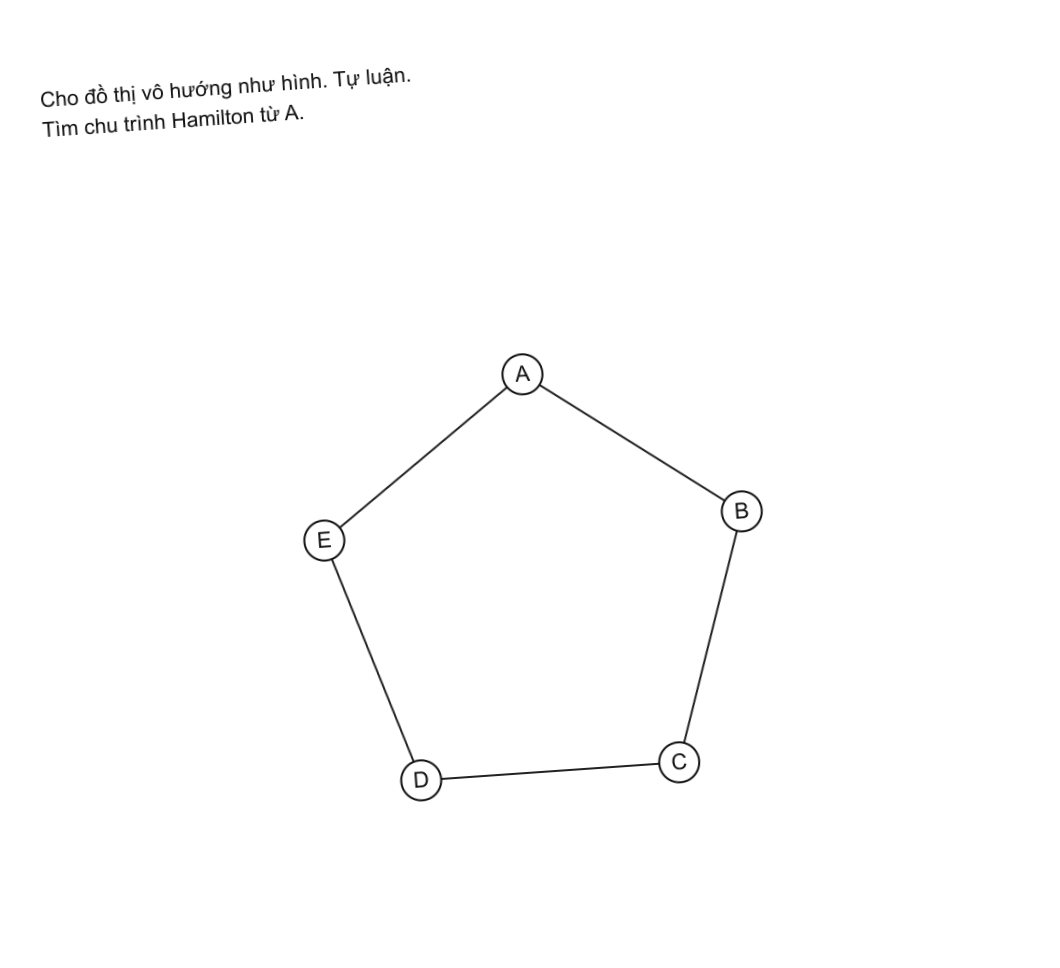 Cho đồ thị vô hướng như hình. Tự luận.
Tìm chu trình Hamilton từ A.
A
B
E
C
D